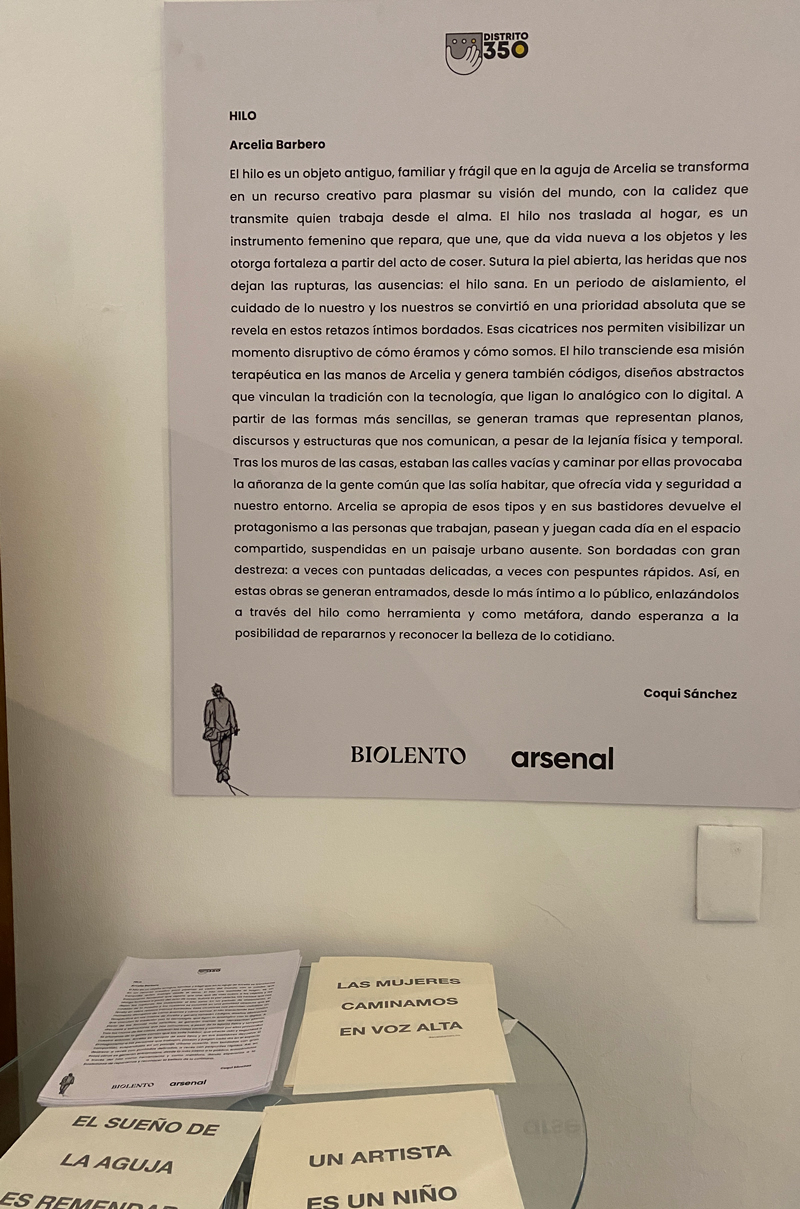 DISTRITO
350
HILO
Arcelia Barbero
El hilo es un objeto antiguo, familiar y frágil que en la aguja de Arcelia se transforma
en un recurso creativo para plasmar su visión del mundo, con la calidez que
transmite quien trabaja desde el alma. El hilo nos traslada al hogar, es un
instrumento femenino que repara, que une, que da vida nueva a los objetos y les
otorga fortaleza a partir del acto de coser. Sutura la piel abierta, las heridas que nos
dejan las rupturas, las ausencias: el hilo sana. En un periodo de aislamiento, el
cuidado de lo nuestro y los nuestros se convirtió en una prioridad absoluta que se
revela en estos retazos íntimos bordados. Esas cicatrices nos permiten visibilizar un
momento disruptivo de cómo éramos y cómo somos. El hilo transciende esa misión
terapéutica en las manos de Arcelia y genera también códigos, diseños abstractos
que vinculan la tradición con la tecnología, que ligan lo analógico con lo digital. A
partir de las formas más sencillas, se generan tramas que representan planos,
discursos y estructuras que nos comunican, a pesar de la lejanía física y temporal.
Tras los muros de las casas, estaban las calles vacías y caminar por ellas provocaba
la añoranza de la gente común que las solía habitar, que ofrecía vida y seguridad a
nuestro entorno. Arcelia se apropia de esos tipos y en sus bastidores devuelve el
protagonismo a las personas que trabajan, pasean y juegan cada día en el espacio
compartido, suspendidas en un paisaje urbano ausente. Son bordadas con gran
destreza: a veces con puntadas delicadas, a veces con pespuntes rápidos. Así, en
estas obras se generan entramados, desde lo más íntimo a lo público, enlazándolos
a través del hilo como herramienta y como metáfora, dando esperanza a la
posibilidad de repararnos y reconocer la belleza de lo cotidiano.
Coqui Sánchez
BIOLENTO arsenal
LAS MUJERES
CAMINAMOS
EN VOZ ALTA
Coqui Sánchez
BIOLENTO arsenal
EL SUEÑO DE
LA AGUJA
ES REMENDAR
UN ARTISTA
ES UN NIÑO